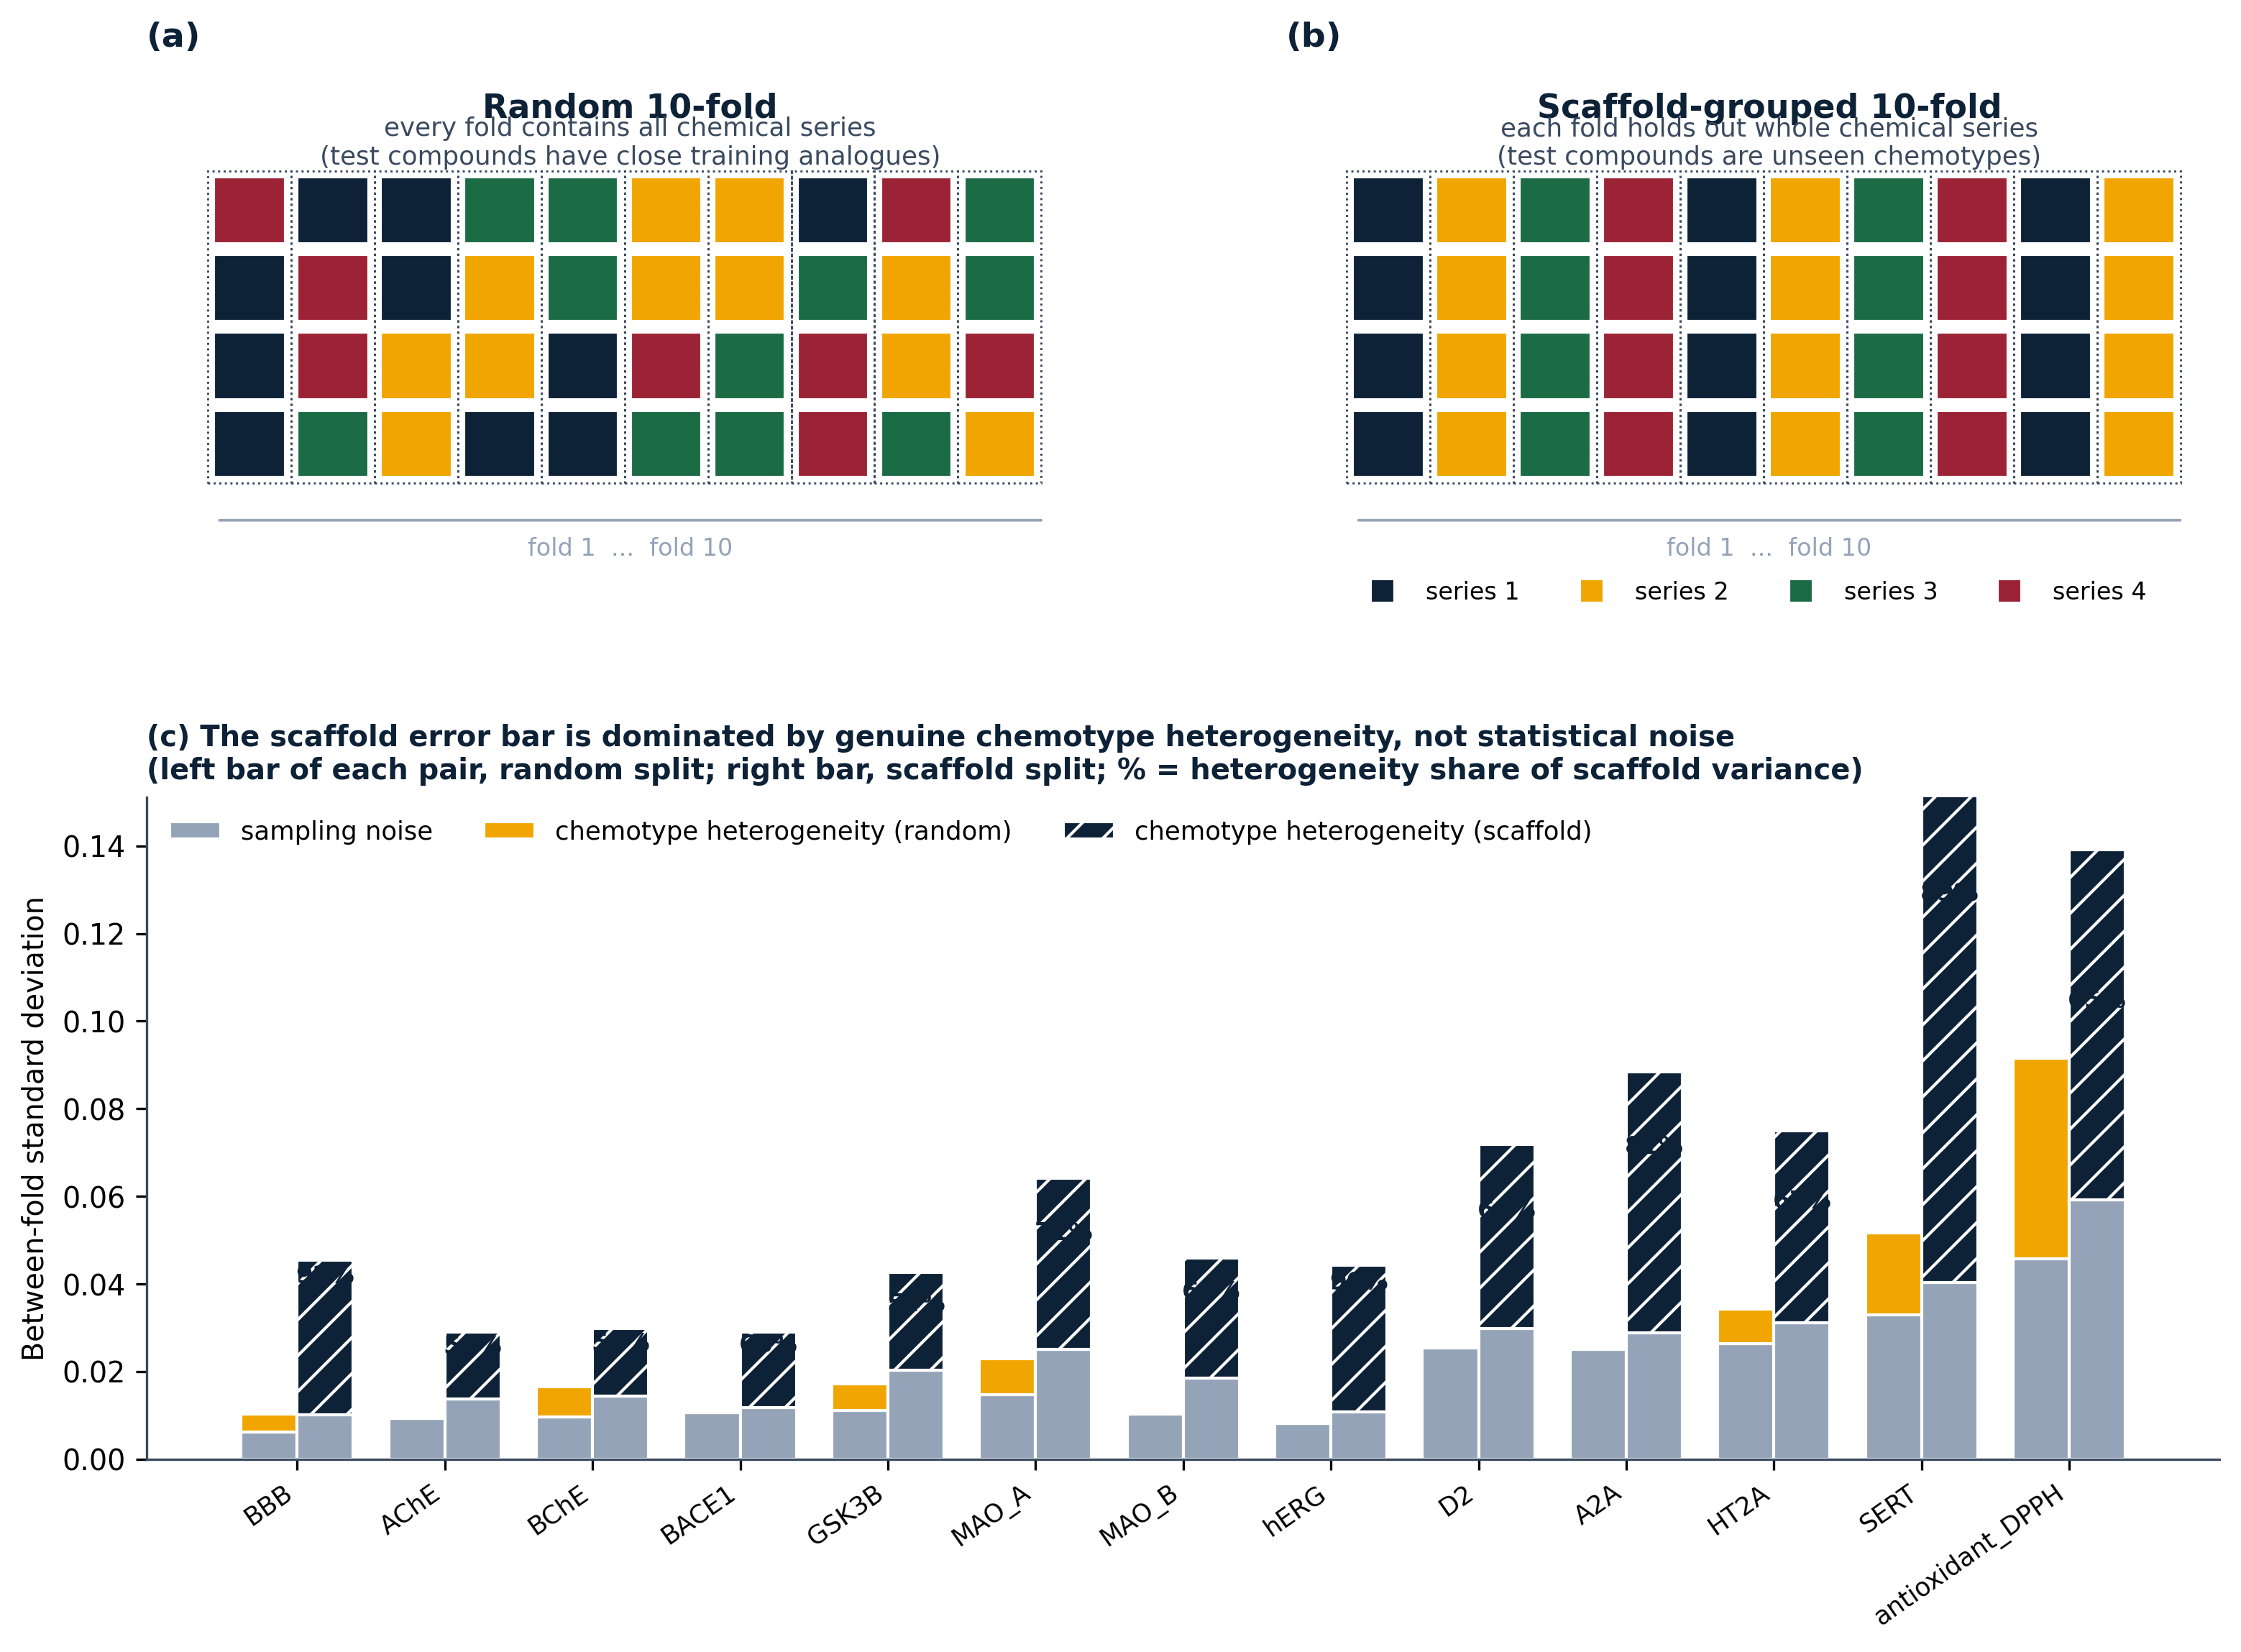 (a)
(b)
Random 10-fold
every fold contains all chemical series
(test compounds have close training analogues)
Scaffold-grouped 10-fold
each fold holds out whole chemical series
(test compounds are unseen chemotypes)
fold 1 ... fold 10
fold 1 ... fold 10
series 1
series 2
series 3
series 4
(c) The scaffold error bar is dominated by genuine chemotype heterogeneity, not statistical noise
(left bar of each pair, random split; right bar, scaffold split; % = heterogeneity share of scaffold variance)
sampling noise
chemotype heterogeneity (random)
chemotype heterogeneity (scaffold)
Between-fold standard deviation
0.14
0.12
0.10
0.08
0.06
0.04
0.02
0.00
BBB
AChE
BChE
BACE1
GSK3B
MAO_A
MAO_B
hERG
D2
A2A
HT2A
SERT
antioxidant_DPPH